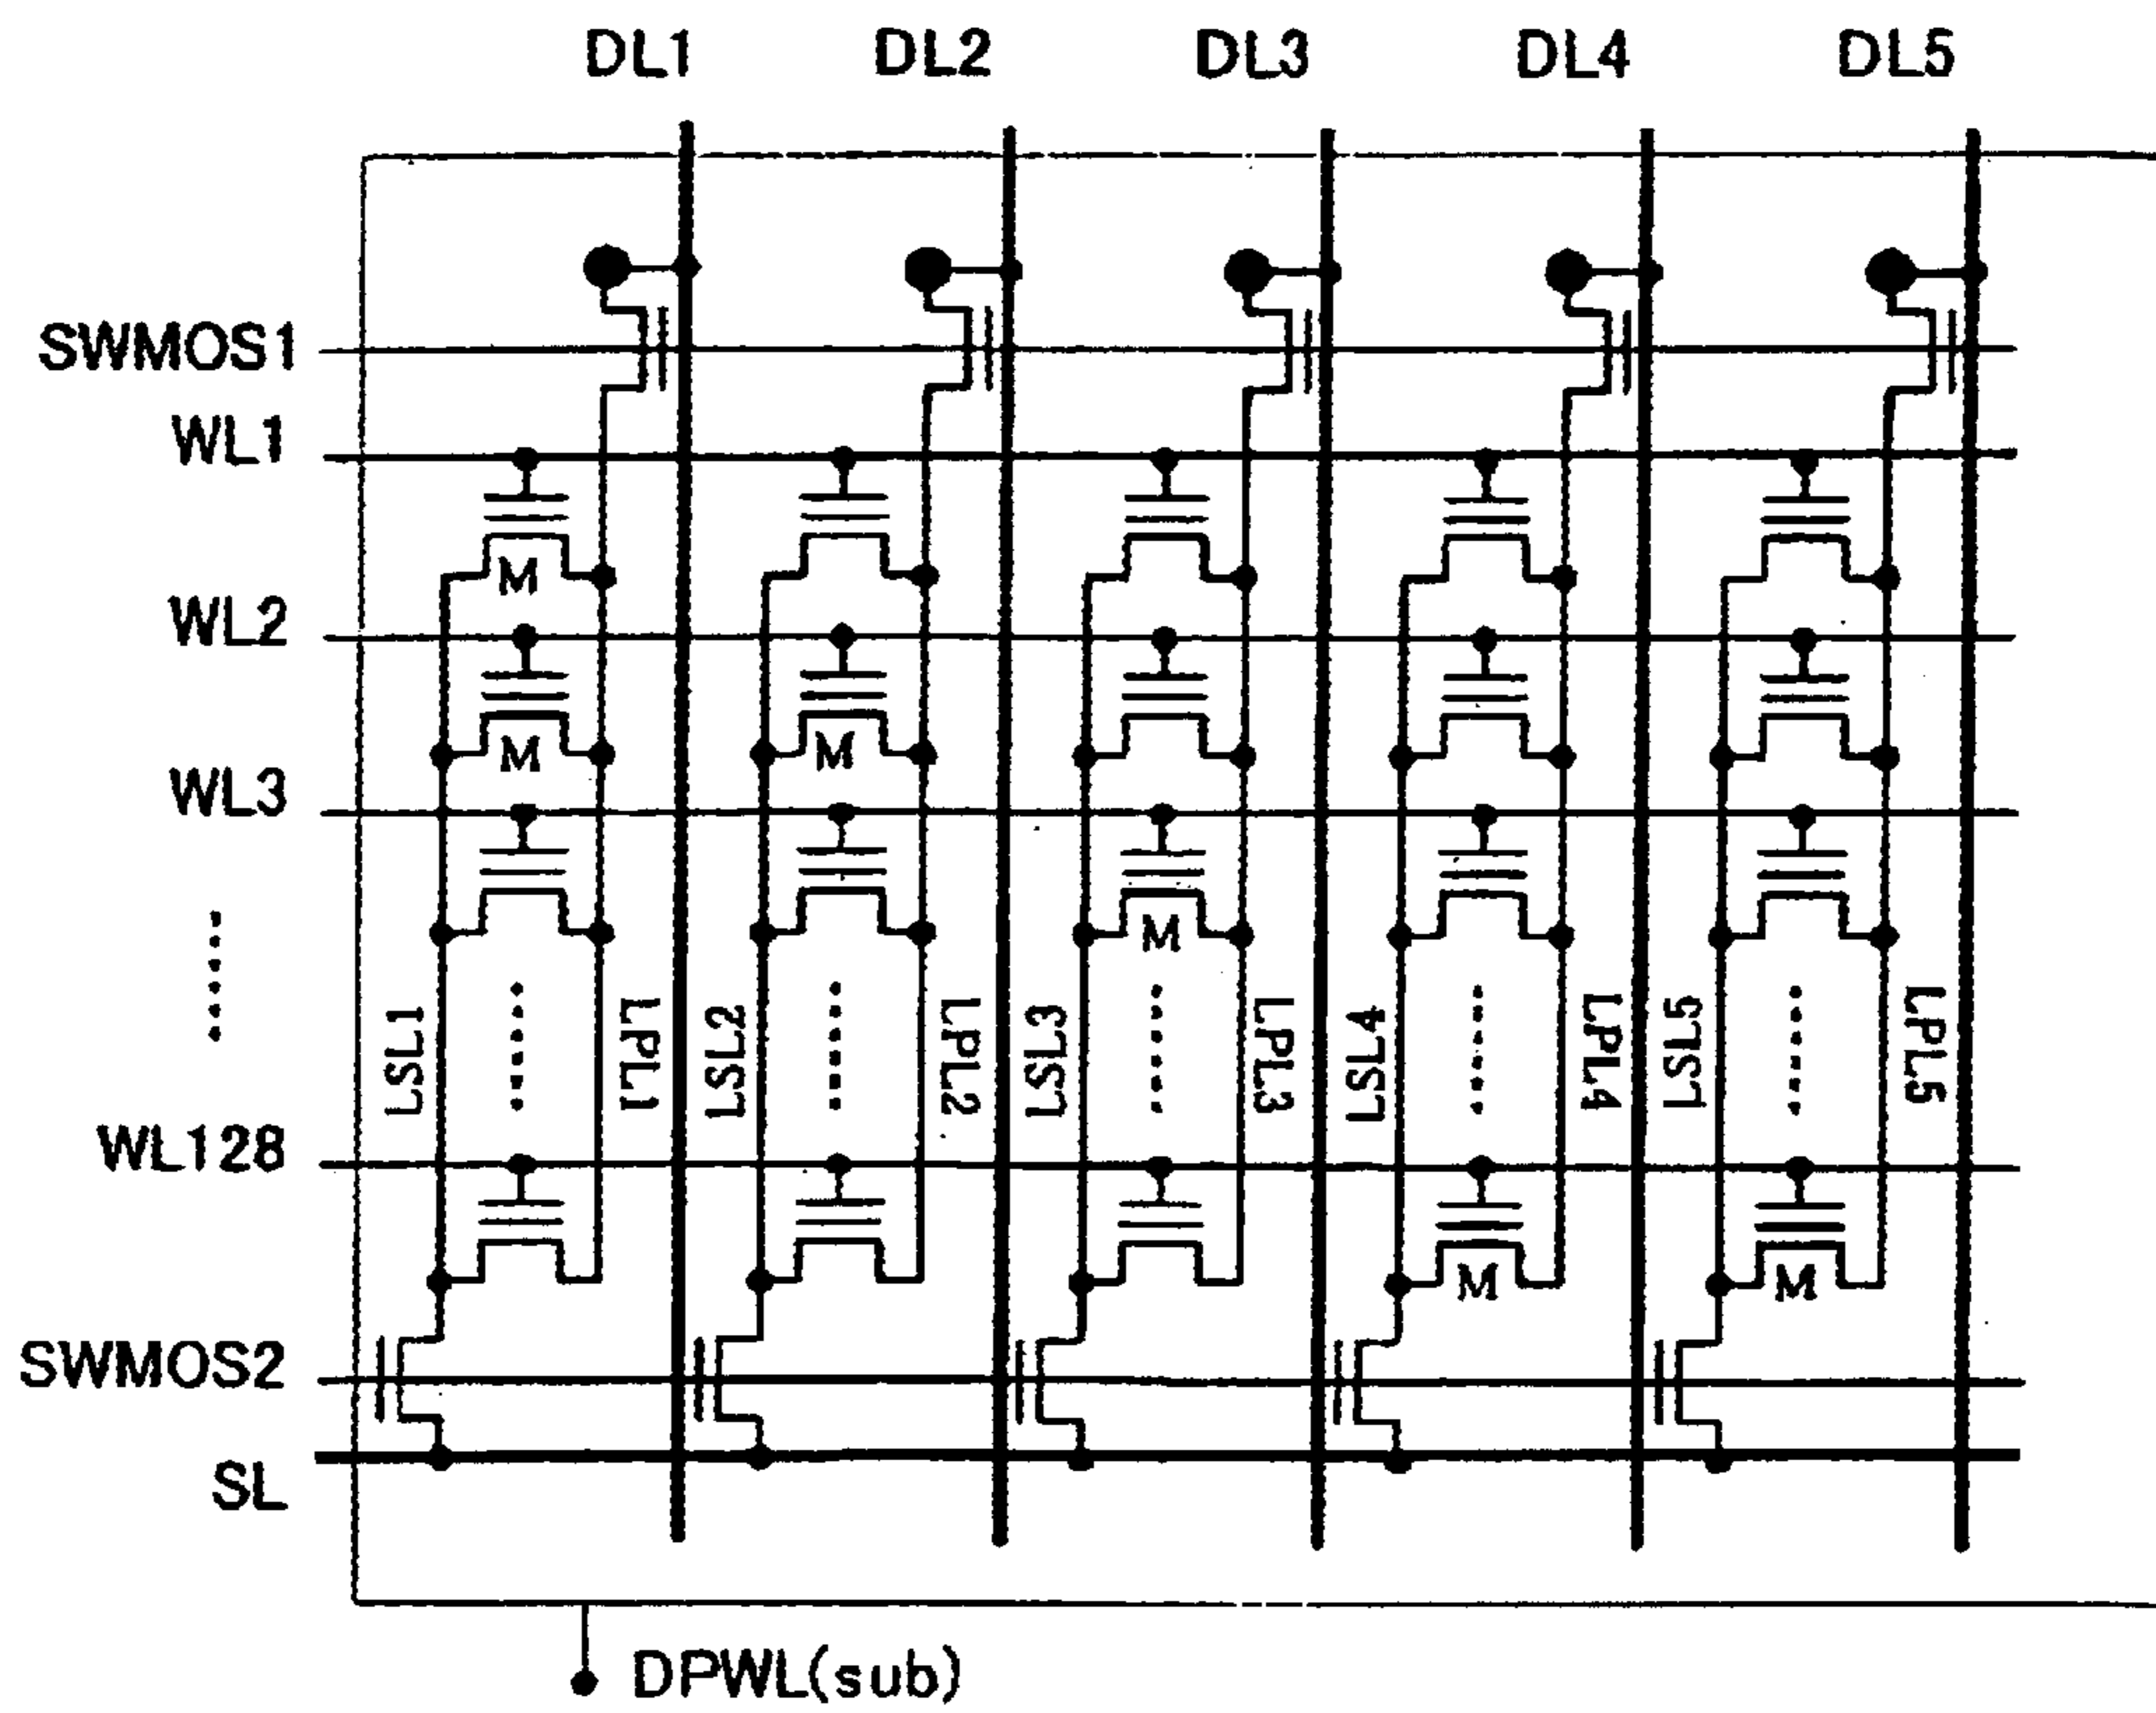 DL1 DL2 DL3 DL4 DL5
SWMOS1
WL1
M
WL2
M M
WL3
M
LSL1 LPL1 LSL2 LPL2 LSL3 LPL3 LSL4 LPL4 LSL5 LPL5
WL128
M M
SWMOS2
SL
DPWL(sub)